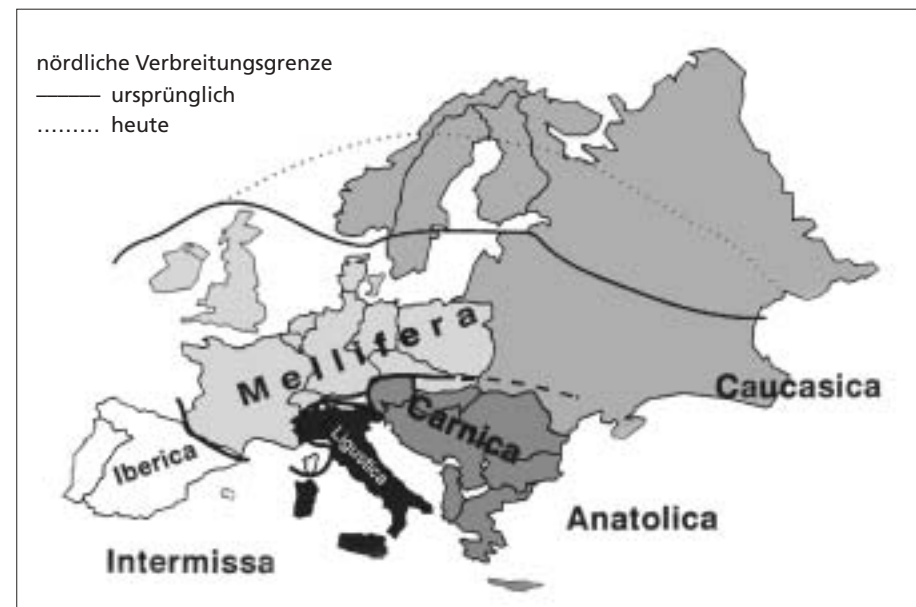 nördliche Verbreitungsgrenze
ursprünglich
......... heute
Mellifera
Caucasica
Carnica
Ligustica
Iberica
Anatolica
Intermissa